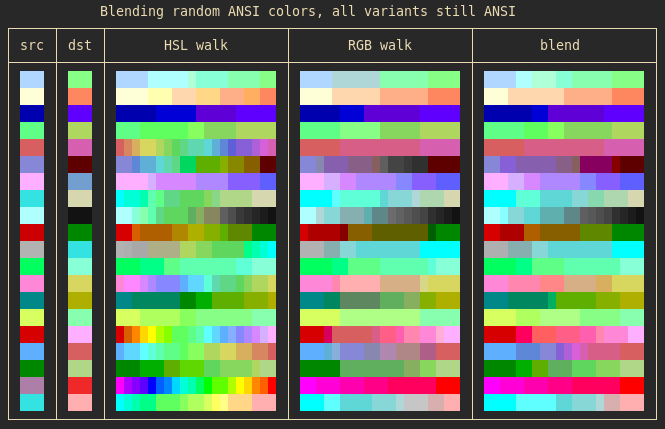 Blending random ANSI colors, all variants still ANSI
src dst HSL walk RGB walk blend